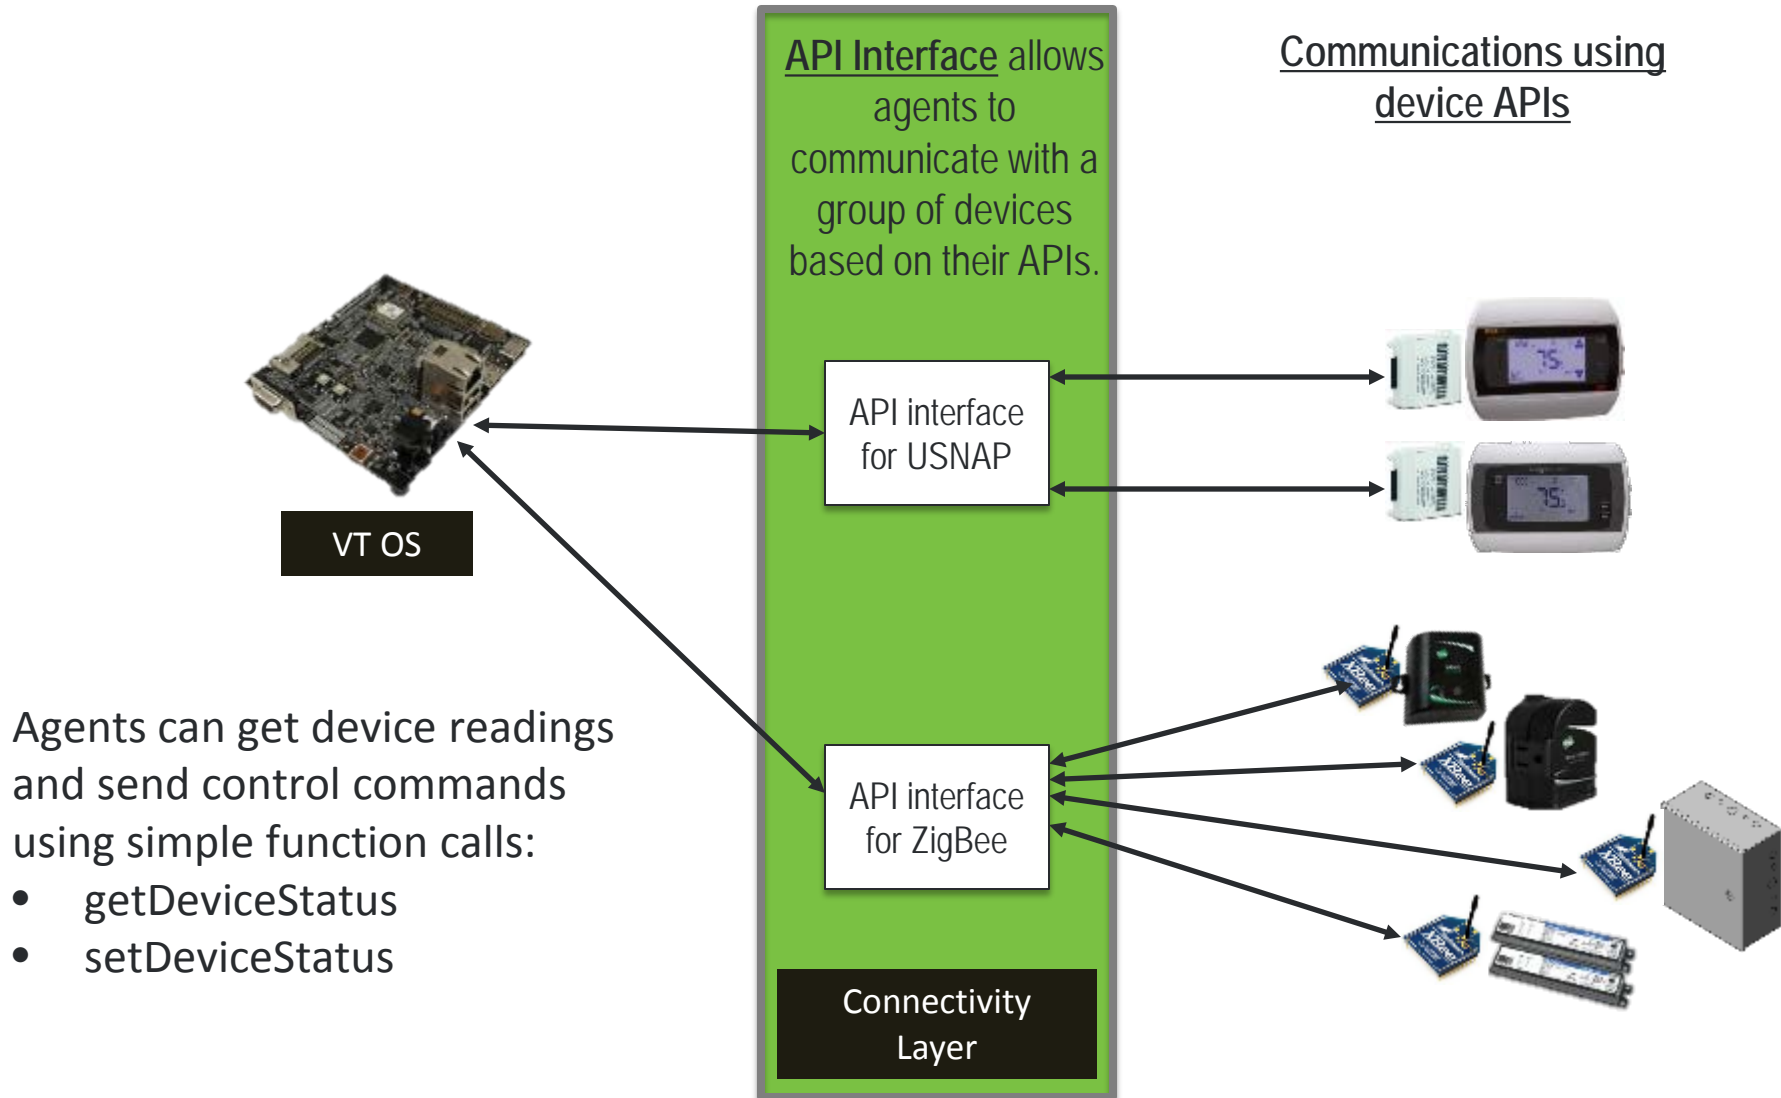 API Interface allows
agents to
communicate with a
group of devices
based on their APIs.
Communications using
device APIs
API interface
for USNAP
VT OS
75
75
Agents can get device readings
and send control commands
using simple function calls:
• getDeviceStatus
• setDeviceStatus
API interface
for ZigBee
Connectivity
Layer